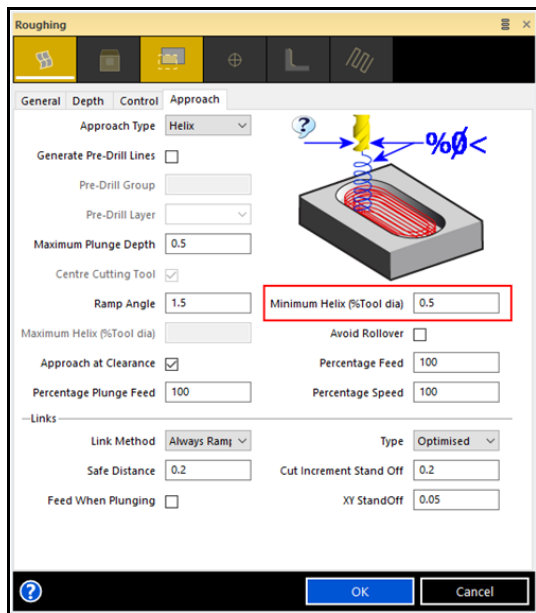 Roughing
General Depth Control Approach
Approach Type Helix
%Ø<
Generate Pre-Drill Lines
Pre-Drill Group
Pre-Drill Layer
Maximum Plunge Depth 0.5
Centre Cutting Tool
Ramp Angle 1.5 Minimum Helix (%Tool dia) 0.5
Maximum Helix (%Tool dia) Avoid Rollover
Approach at Clearance Percentage Feed 100
Percentage Plunge Feed 100 Percentage Speed 100
Links
Link Method Always Ramp Type Optimised
Safe Distance 0.2 Cut Increment Stand Off 0.2
Feed When Plunging XY StandOff 0.05
OK Cancel